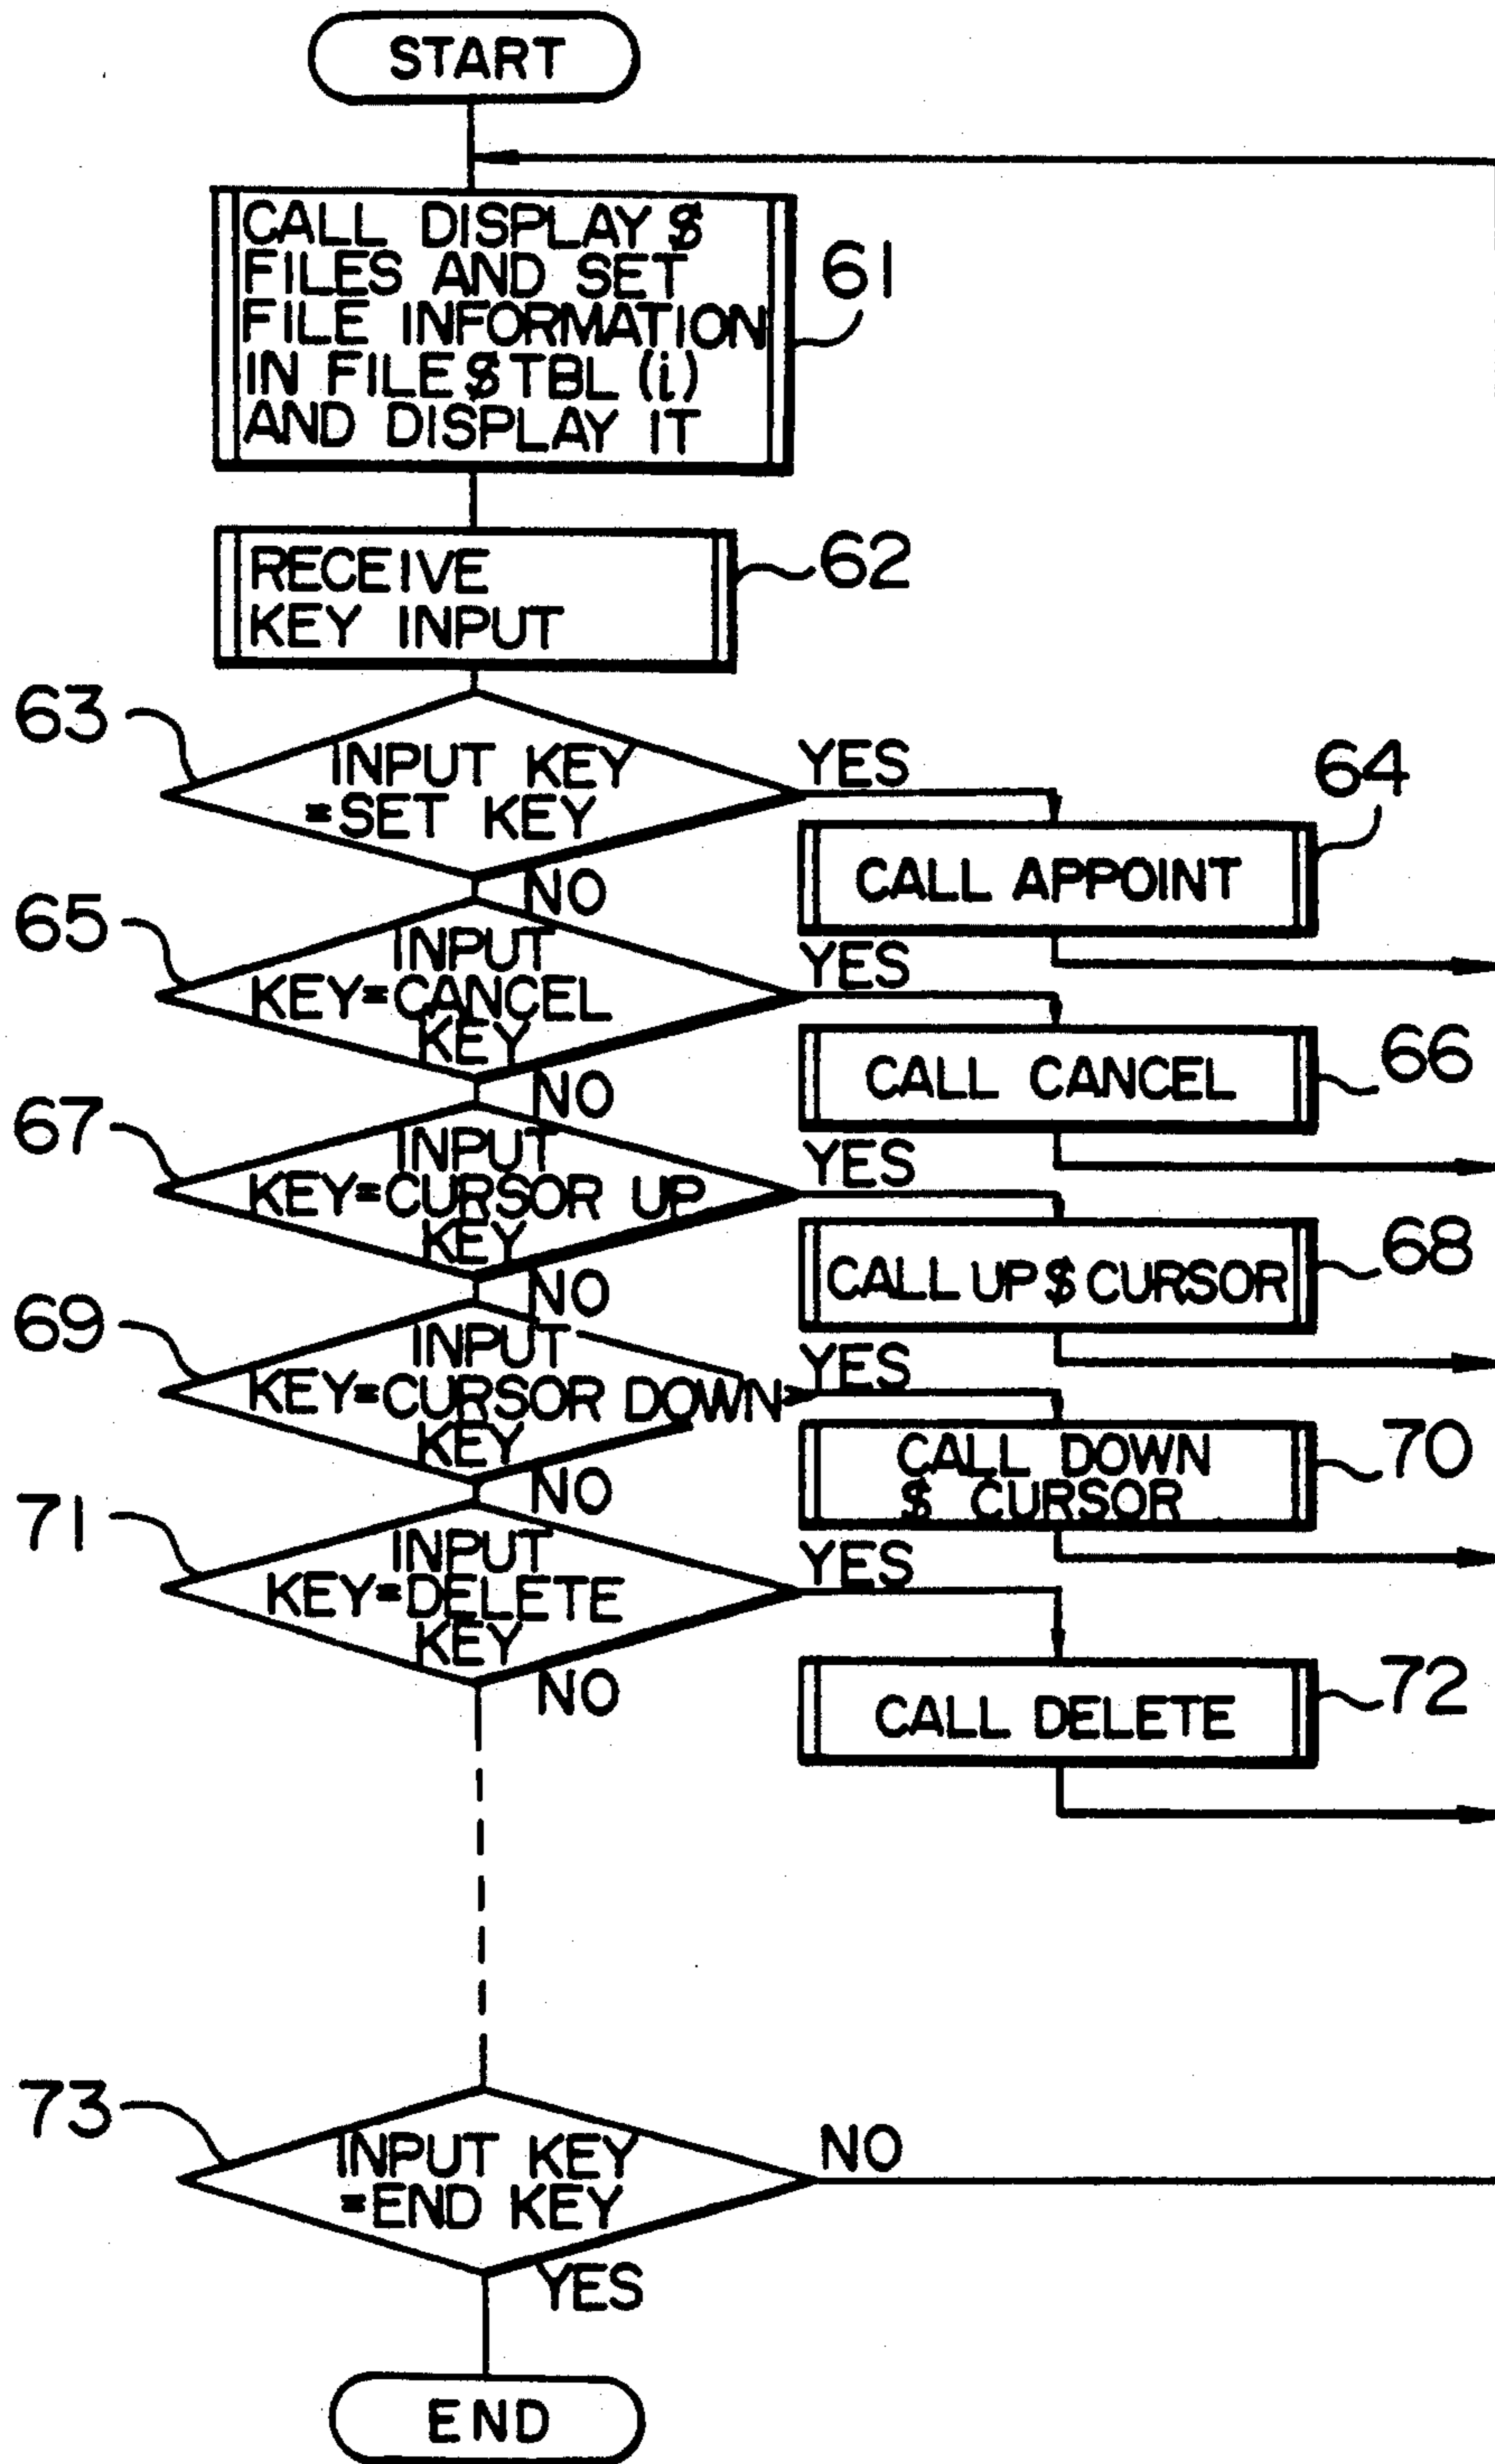 START
CALL DISPLAY $
FILES AND SET
FILE INFORMATION
IN FILE $ TBL (i)
AND DISPLAY IT
61
RECEIVE
KEY INPUT
62
63
INPUT KEY
=SET KEY
YES
NO
64
CALL APPOINT
65
INPUT
KEY=CANCEL
KEY
YES
NO
CALL CANCEL
66
67
INPUT
KEY=CURSOR UP
KEY
YES
NO
CALL UP $ CURSOR
68
69
INPUT
KEY=CURSOR DOWN
KEY
YES
NO
CALL DOWN
$ CURSOR
70
71
INPUT
KEY=DELETE
KEY
YES
NO
CALL DELETE
72
73
INPUT KEY
=END KEY
NO
YES
END